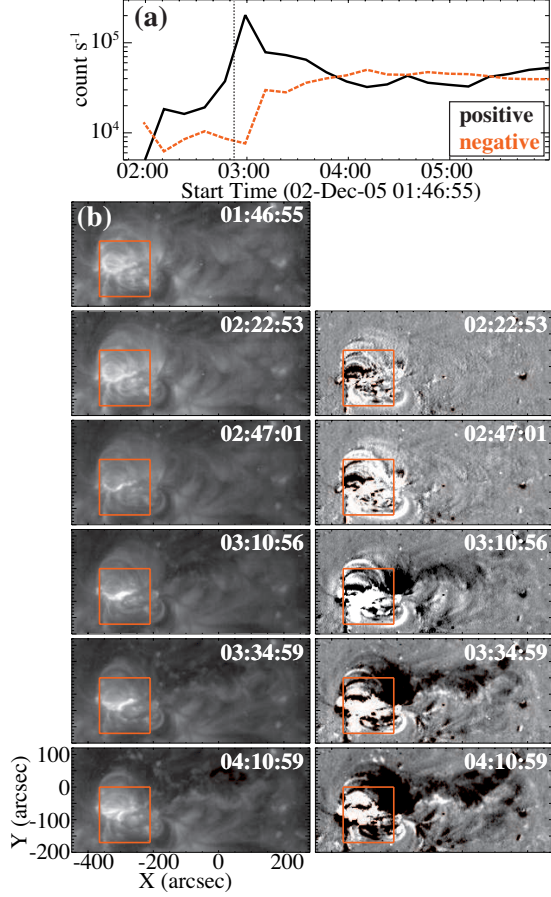 (a)
count s-1
10^5
10^4
positive
negative
02:00 03:00 04:00 05:00
Start Time (02-Dec-05 01:46:55)
(b) 01:46:55
02:22:53 02:22:53
02:47:01 02:47:01
03:10:56 03:10:56
03:34:59 03:34:59
04:10:59 04:10:59
Y (arcsec)
100
0
-100
-200
-400 -200 0 200
X (arcsec)